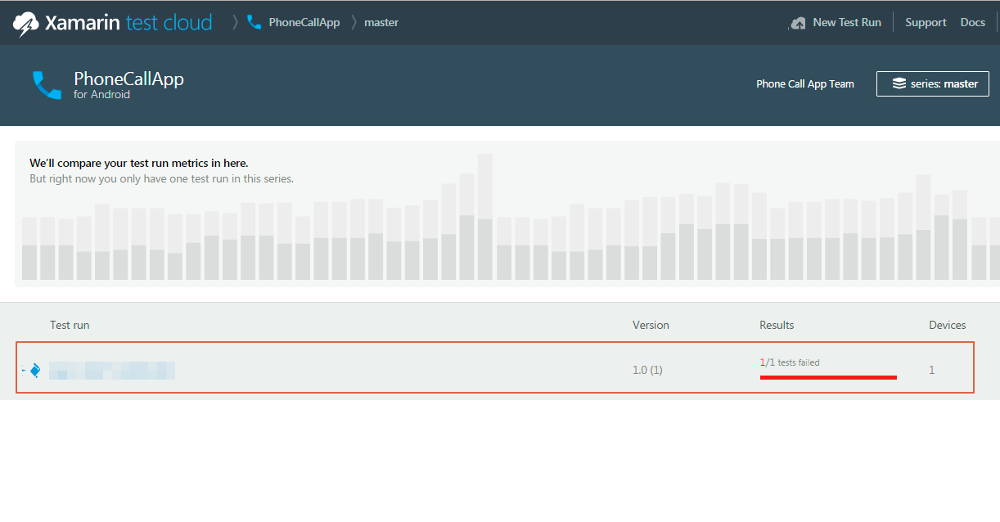 Xamarin test cloud PhoneCallApp master New Test Run Support Docs
PhoneCallApp
for Android
Phone Call App Team series: master
We'll compare your test run metrics in here.
But right now you only have one test run in this series.
Test run Version Results Devices
1.0 (1) 1/1 tests failed 1